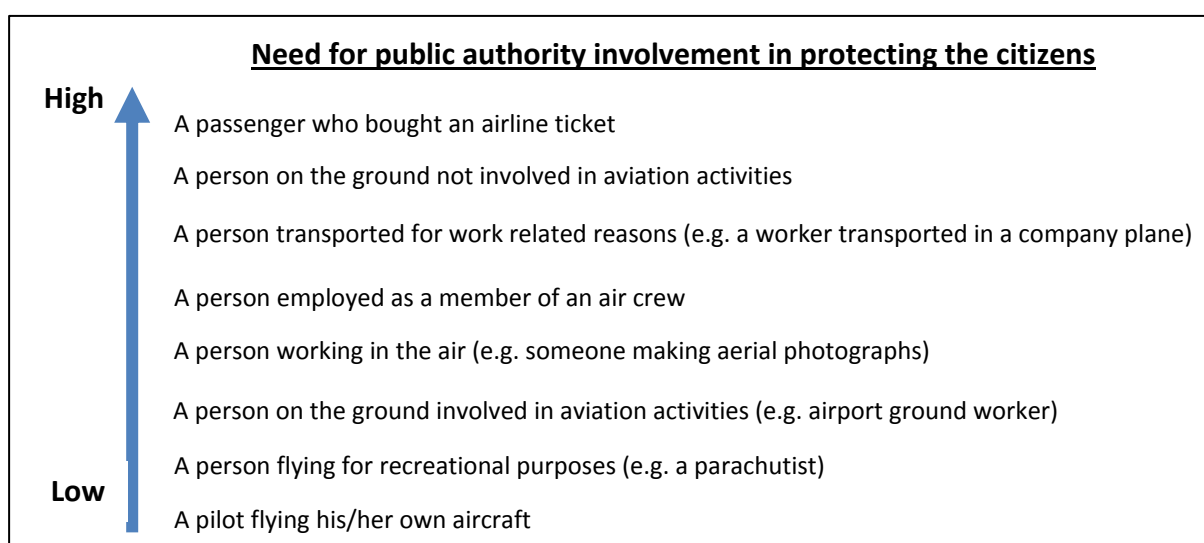 Need for public authority involvement in protecting the citizens
High
A passenger who bought an airline ticket
A person on the ground not involved in aviation activities
A person transported for work related reasons (e.g. a worker transported in a company plane)
A person employed as a member of an air crew
A person working in the air (e.g. someone making aerial photographs)
A person on the ground involved in aviation activities (e.g. airport ground worker)
A person flying for recreational purposes (e.g. a parachutist)
Low
A pilot flying his/her own aircraft